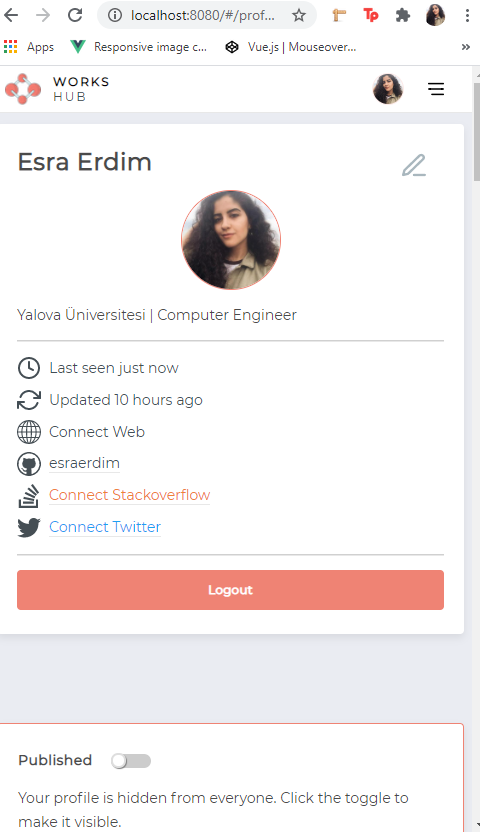 localhost:8080/#/prof...
Apps
Responsive image c...
Vue.js | Mouseover...
»
WORKS
HUB
Esra Erdim
Yalova Üniversitesi | Computer Engineer
Last seen just now
Updated 10 hours ago
Connect Web
esraerdim
Connect Stackoverflow
Connect Twitter
Logout
Published
Your profile is hidden from everyone. Click the toggle to
make it visible.